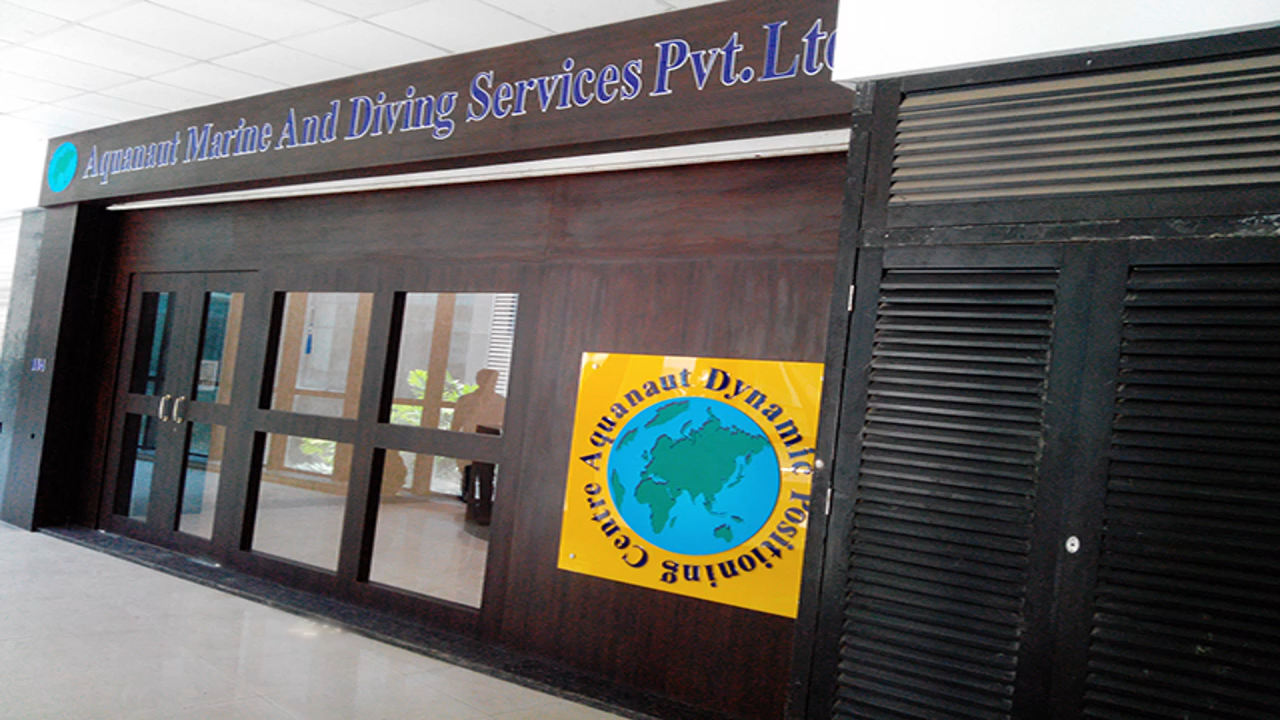 Aquanaut Marine And Diving Services Pvt.Ltd
Aquanaut Dynamic Positioning Centre